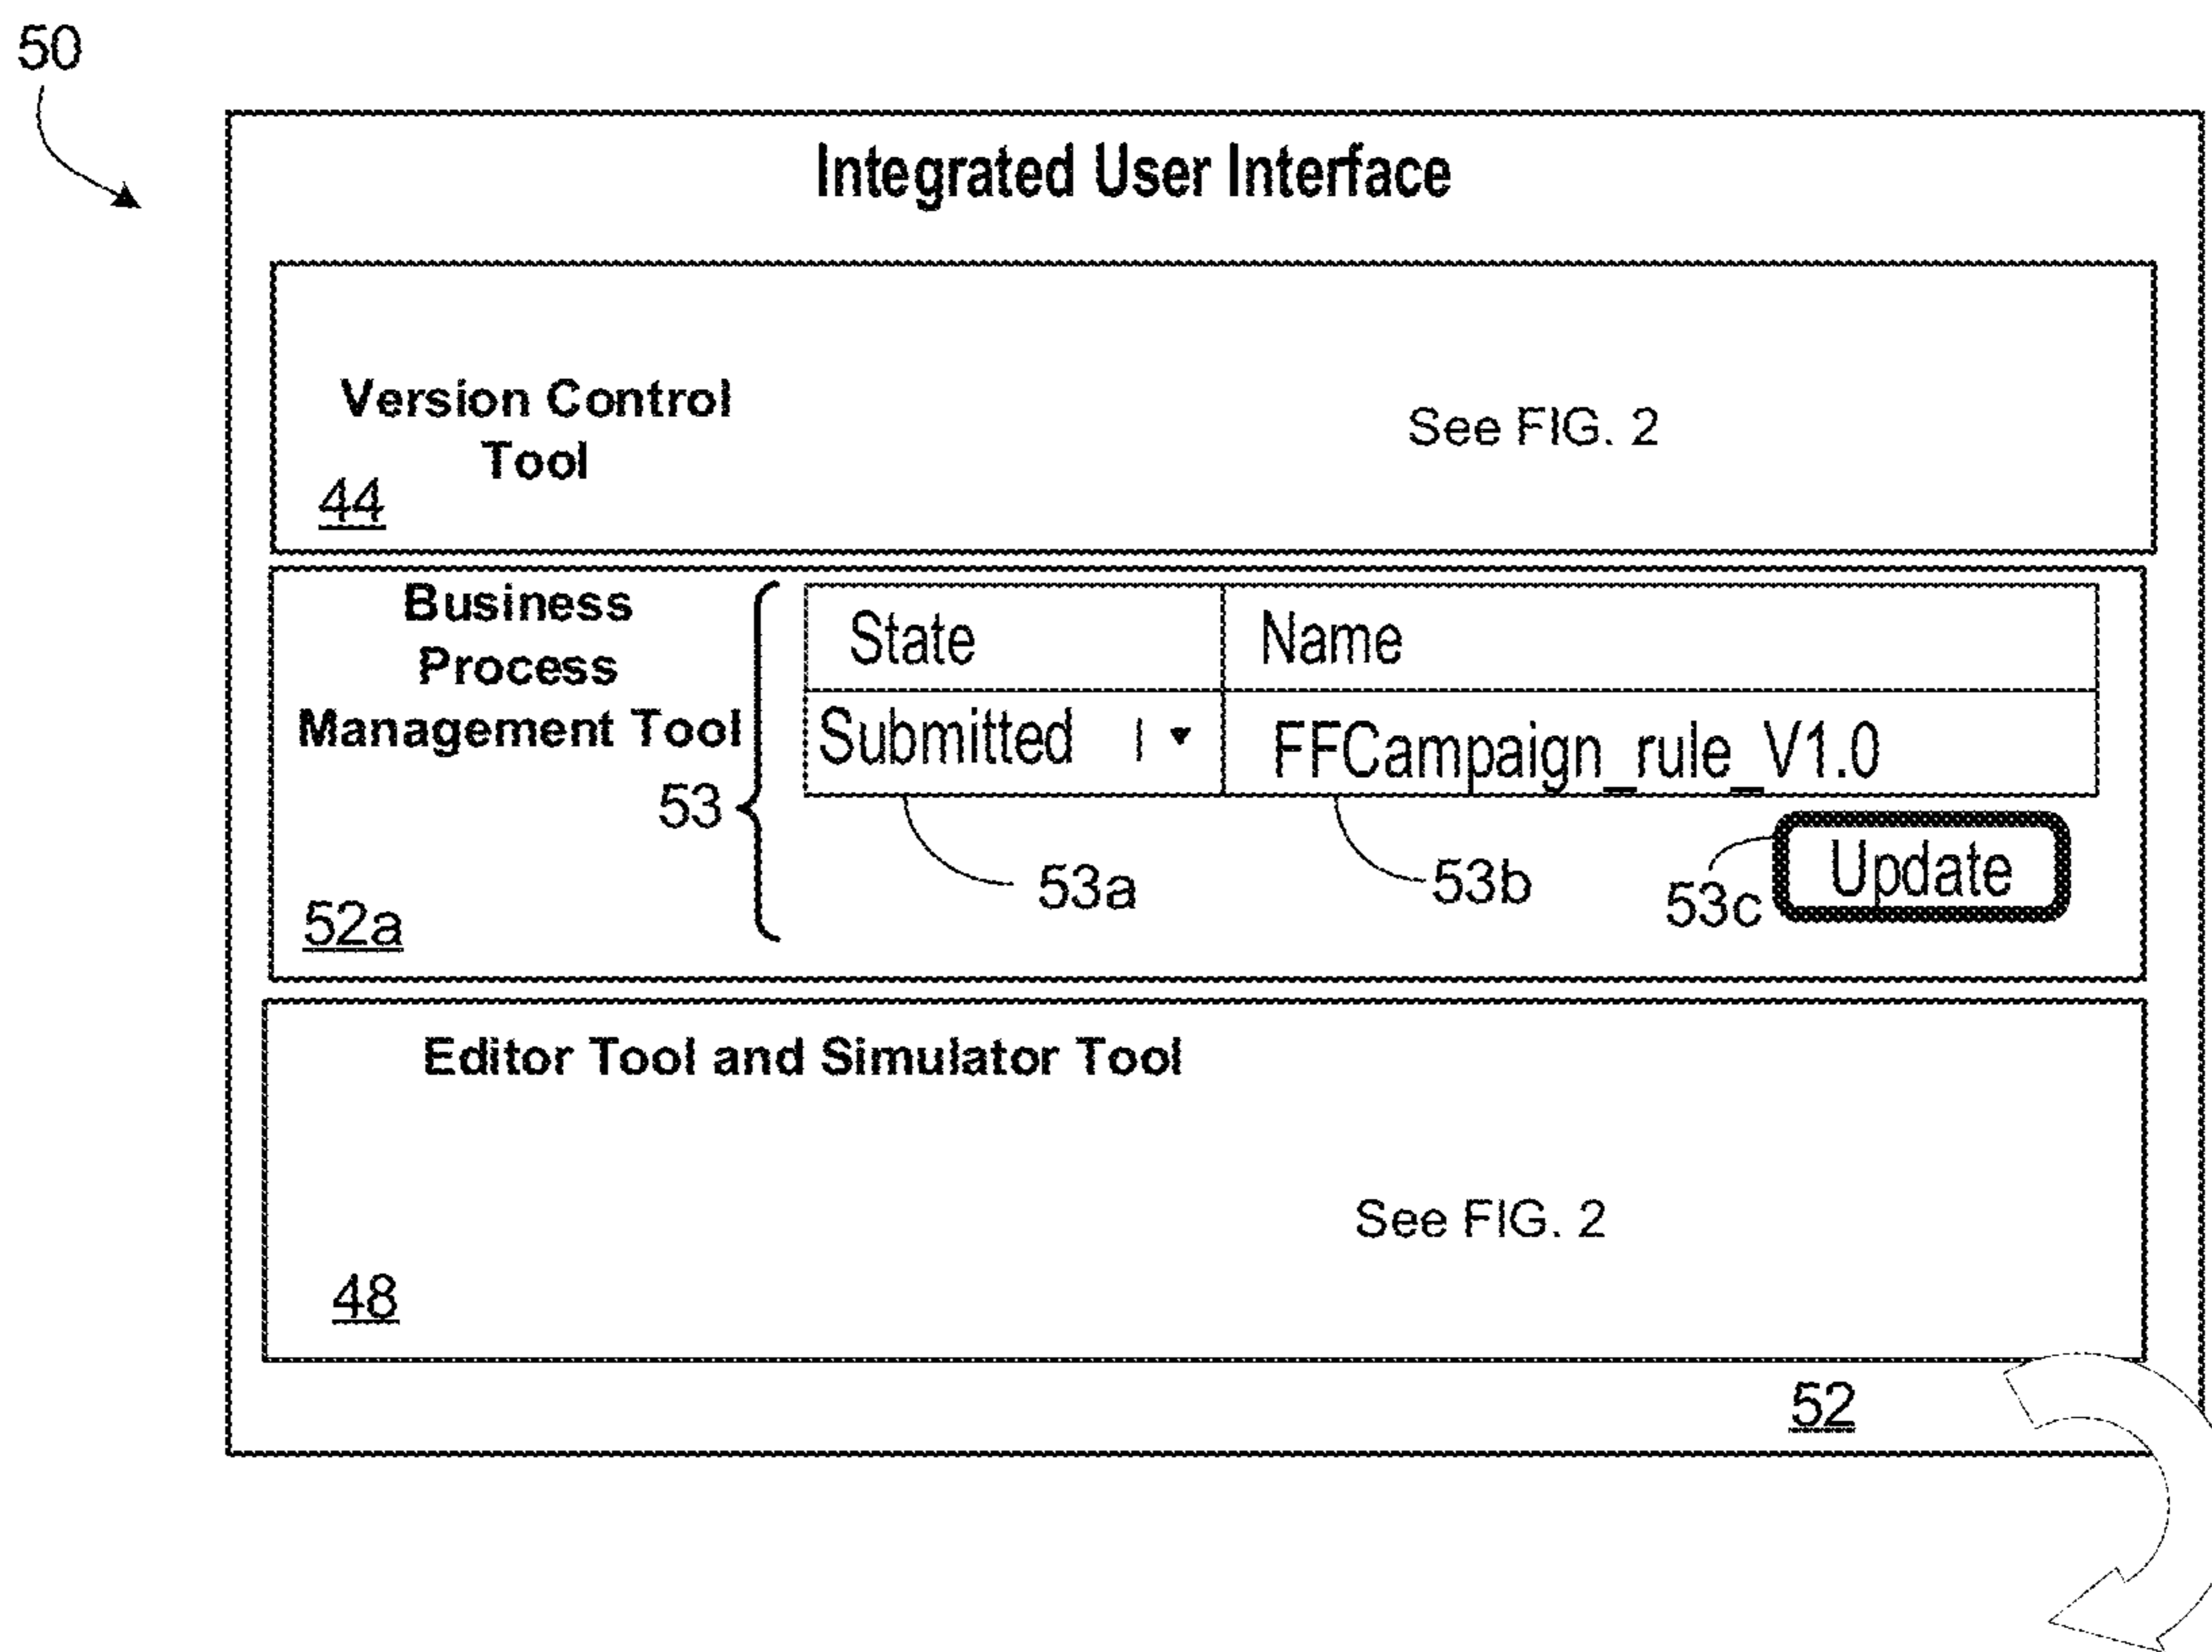 50
Integrated User Interface
Version Control
Tool
See FIG. 2
44
Business
Process
Management Tool
53
State
Name
Submitted
FFCampaign_rule_V1.0
53a
53b
53c
Update
52a
Editor Tool and Simulator Tool
See FIG. 2
48
52